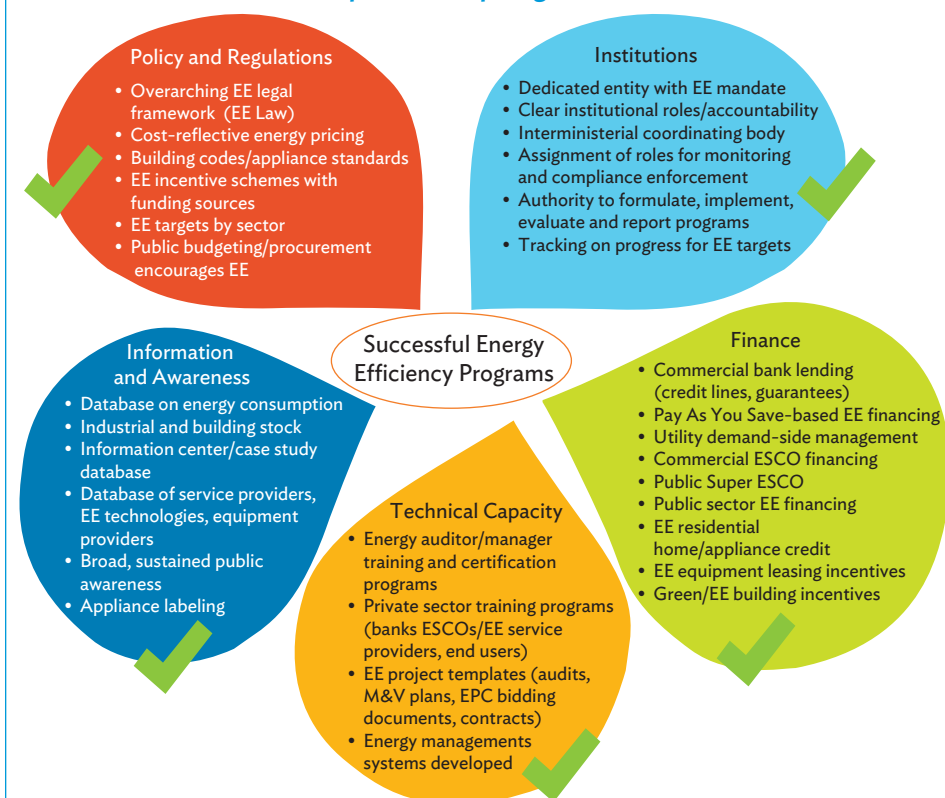 Policy and Regulations
• Overarching EE legal
framework (EE Law)
• Cost-reflective energy pricing
• Building codes/appliance standards
• EE incentive schemes with
funding sources
• EE targets by sector
• Public budgeting/procurement
encourages EE
Institutions
• Dedicated entity with EE mandate
• Clear institutional roles/accountability
• Interministerial coordinating body
• Assignment of roles for monitoring
and compliance enforcement
• Authority to formulate, implement,
evaluate and report programs
• Tracking on progress for EE targets
Successful Energy
Efficiency Programs
Information
and Awareness
• Database on energy consumption
• Industrial and building stock
• Information center/case study
database
• Database of service providers,
EE technologies, equipment
providers
• Broad, sustained public
awareness
• Appliance labeling
Technical Capacity
• Energy auditor/manager
training and certification
programs
• Private sector training programs
(banks ESCOs/EE service
providers, end users)
• EE project templates (audits,
M&V plans, EPC bidding
documents, contracts)
• Energy managements
systems developed
Finance
• Commercial bank lending
(credit lines, guarantees)
• Pay As You Save-based EE financing
• Utility demand-side management
• Commercial ESCO financing
• Public Super ESCO
• Public sector EE financing
• EE residential
home/appliance credit
• EE equipment leasing incentives
• Green/EE building incentives